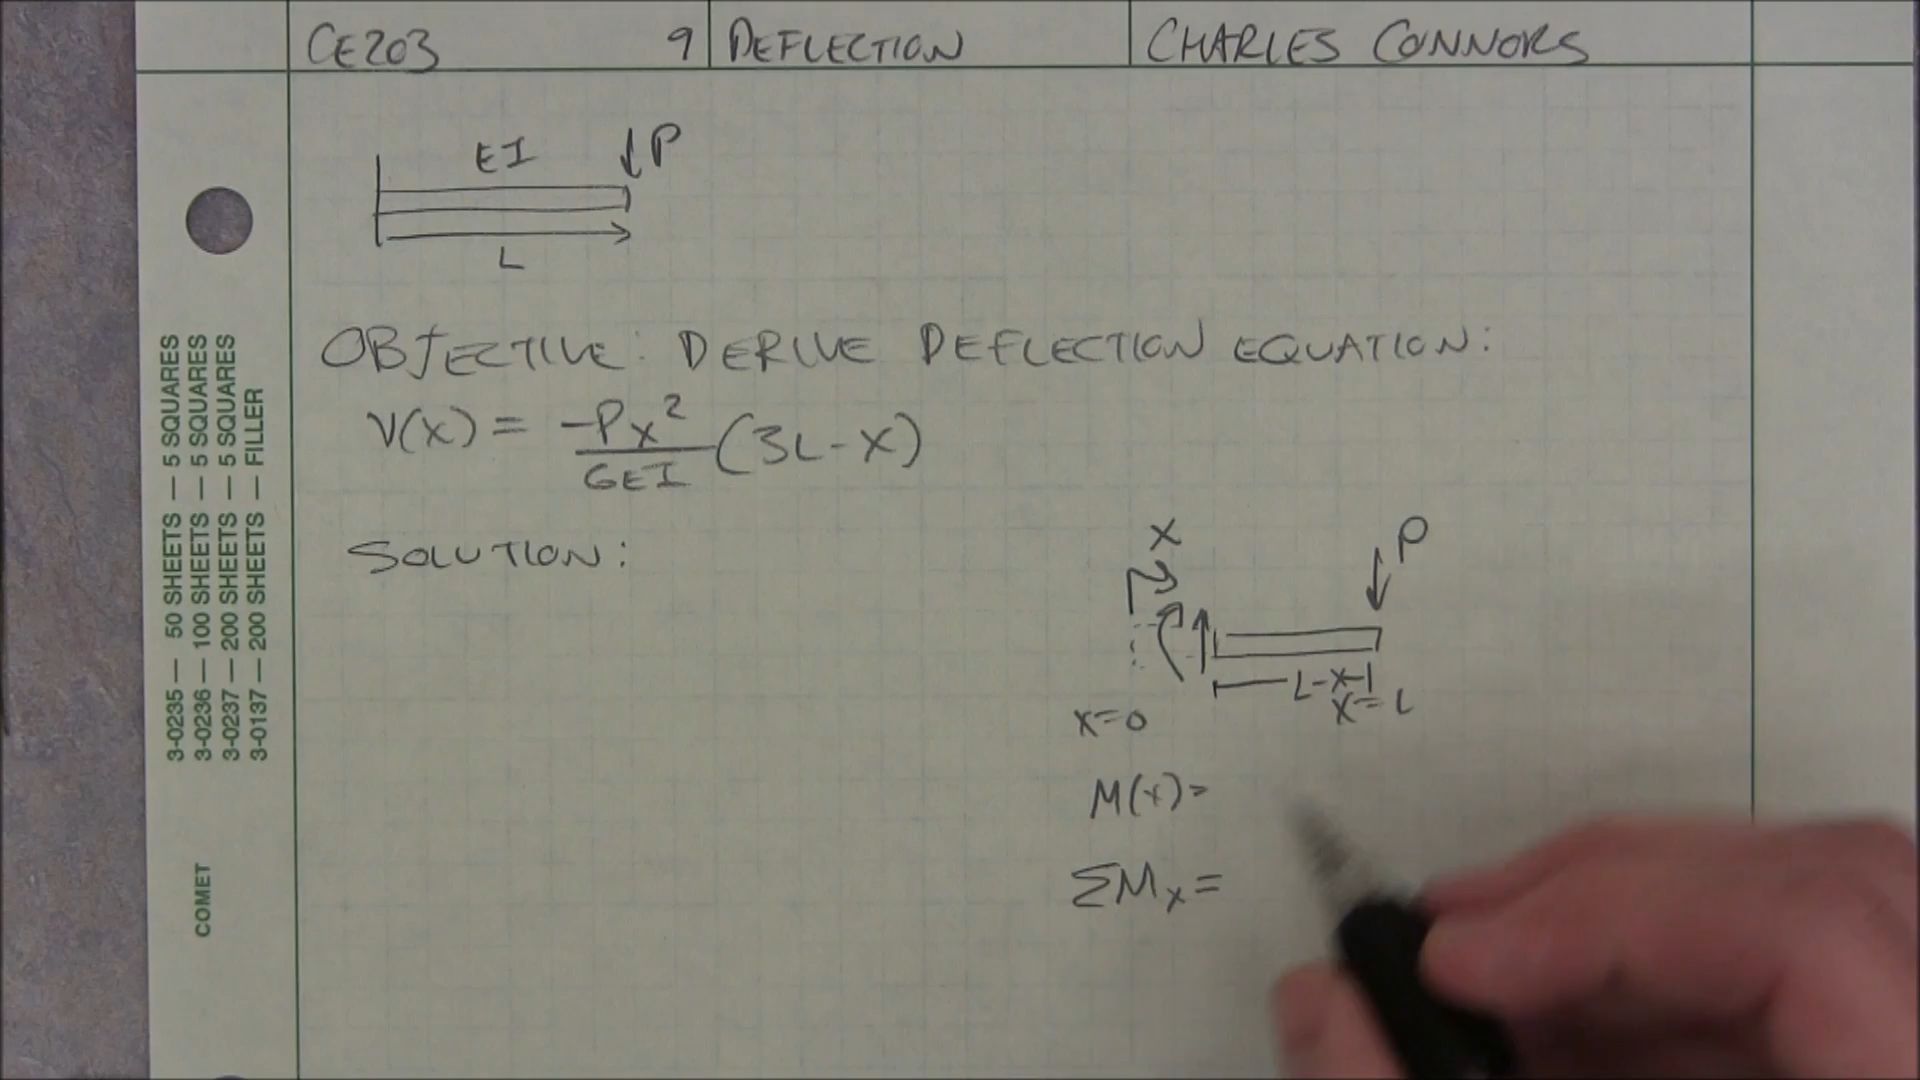 CE203 9 DEFLECTION CHARLES CONNORS
EI ↓P
L
OBJECTIVE: DERIVE DEFLECTION EQUATION:
v(x) = -Px²/6EI (3L-x)
SOLUTION:
x
P
L-x
x=0 x=L
M(x)=
ΣMx=
3-0235 — 50 SHEETS — 5 SQUARES
3-0236 — 100 SHEETS — 5 SQUARES
3-0237 — 200 SHEETS — 5 SQUARES
3-0137 — 200 SHEETS — FILLER
COMET